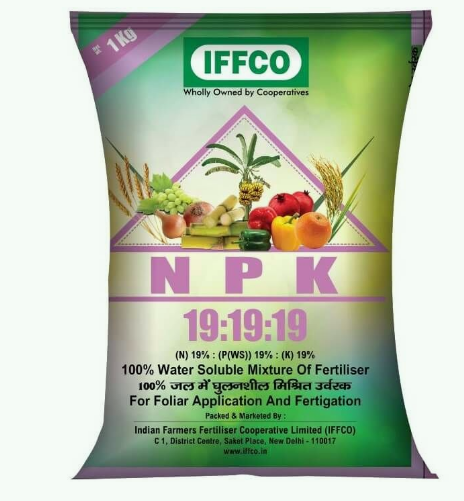 1 Kg
IFFCO
Wholly Owned by Cooperatives
N P K
19:19:19
(N) 19% : (P(WS)) 19% : (K) 19%
100% Water Soluble Mixture Of Fertiliser
100% जल में घुलनशील मिश्रित उर्वरक
For Foliar Application And Fertigation
Packed & Marketed By :
Indian Farmers Fertiliser Cooperative Limited (IFFCO)
C 1, District Centre, Saket Place, New Delhi - 110017
www.iffco.in